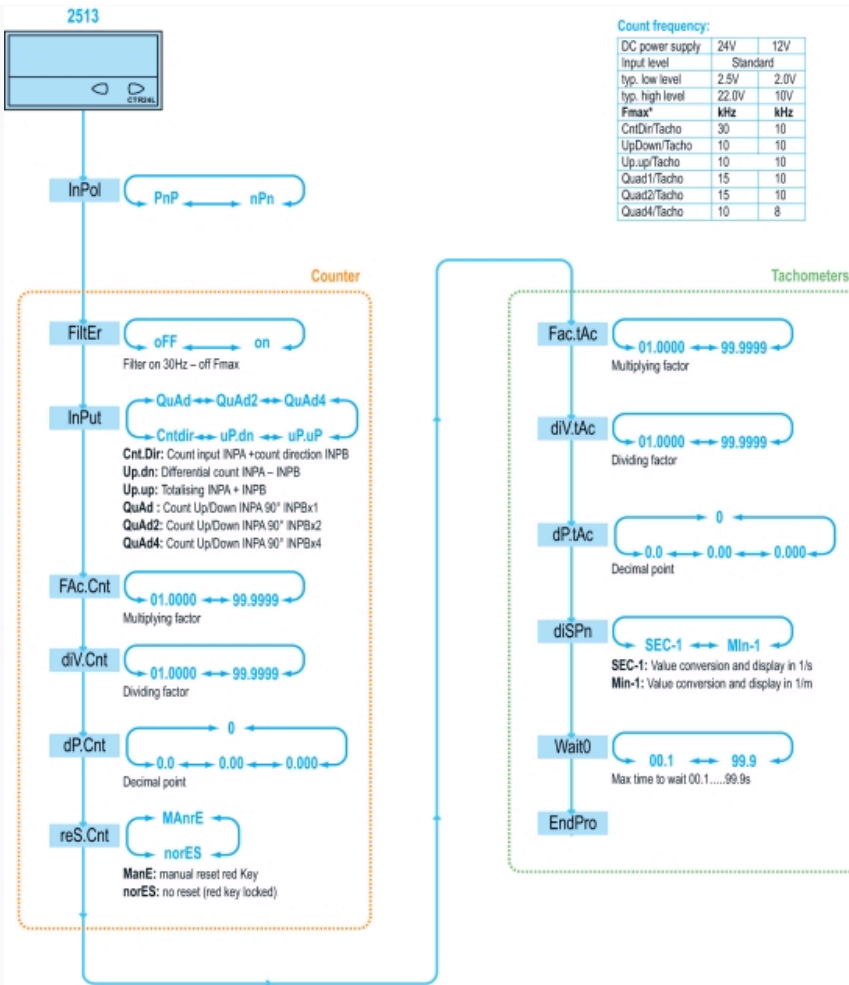 2513
CTR24L
Count frequency:
DC power supply 24V 12V
Input level Standard
typ. low level 2.5V 2.0V
typ. high level 22.0V 10V
Fmax* kHz kHz
CntDir/Tacho 30 10
UpDown/Tacho 10 10
Up.up/Tacho 10 10
Quad1/Tacho 15 10
Quad2/Tacho 15 10
Quad4/Tacho 10 8
InPol
PnP nPn
Counter
FiltEr
oFF on
Filter on 30Hz – off Fmax
InPut
QuAd QuAd2 QuAd4
Cntdir uP.dn uP.uP
Cnt.Dir: Count input INPA +count direction INPB
Up.dn: Differential count INPA – INPB
Up.up: Totalising INPA + INPB
QuAd : Count Up/Down INPA 90° INPBx1
QuAd2: Count Up/Down INPA 90° INPBx2
QuAd4: Count Up/Down INPA 90° INPBx4
FAc.Cnt
01.0000 99.9999
Multiplying factor
diV.Cnt
01.0000 99.9999
Dividing factor
dP.Cnt
0
0.0 0.00 0.000
Decimal point
reS.Cnt
MAnrE
norES
ManE: manual reset red Key
norES: no reset (red key locked)
Tachometers
Fac.tAc
01.0000 99.9999
Multiplying factor
diV.tAc
01.0000 99.9999
Dividing factor
dP.tAc
0
0.0 0.00 0.000
Decimal point
diSPn
SEC-1 MIn-1
SEC-1: Value conversion and display in 1/s
Min-1: Value conversion and display in 1/m
Wait0
00.1 99.9
Max time to wait 00.1.....99.9s
EndPro